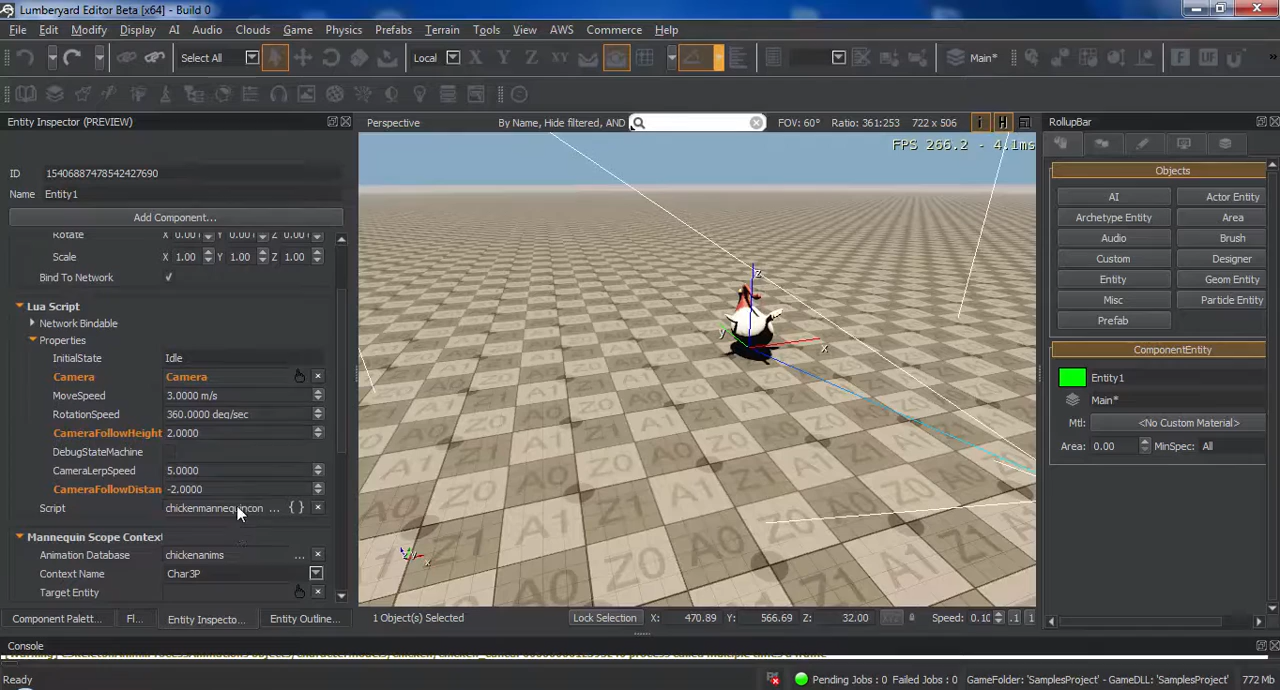 Lumberyard Editor Beta [x64] - Build 0
File Edit Modify Display AI Audio Clouds Game Physics Prefabs Terrain Tools View AWS Commerce Help
Select All Local X Y Z XY Main*
Entity Inspector (PREVIEW)
ID 15406887478542427690
Name Entity1
Add Component...
Rotate X 0.001 Y 0.001 Z 0.001
Scale X 1.00 Y 1.00 Z 1.00
Bind To Network
Lua Script
Network Bindable
Properties
InitialState Idle
Camera Camera
MoveSpeed 3.0000 m/s
RotationSpeed 360.0000 deg/sec
CameraFollowHeight 2.0000
DebugStateMachine
CameraLerpSpeed 5.0000
CameraFollowDistan -2.0000
Script chickenmannequincon ... { }
Mannequin Scope Context
Animation Database chickenanims ...
Context Name Char3P
Target Entity
Component Palett... Fl... Entity Inspecto... Entity Outline...
Perspective By Name, Hide filtered, AND FOV: 60° Ratio: 361:253 722 x 506
FPS 266.2 - 4.1ms
z
y
x
1 Object(s) Selected Lock Selection X: 470.89 Y: 566.69 Z: 32.00 Speed: 0.10 .1 1
RollupBar
Objects
AI Actor Entity
Archetype Entity Area
Audio Brush
Custom Designer
Entity Geom Entity
Misc Particle Entity
Prefab
ComponentEntity
Entity1
Main*
Mtl: <No Custom Material>
Area: 0.00 MinSpec: All
Console
Ready
Pending Jobs : 0 Failed Jobs : 0 GameFolder: 'SamplesProject' - GameDLL: 'SamplesProject' 772 Mb